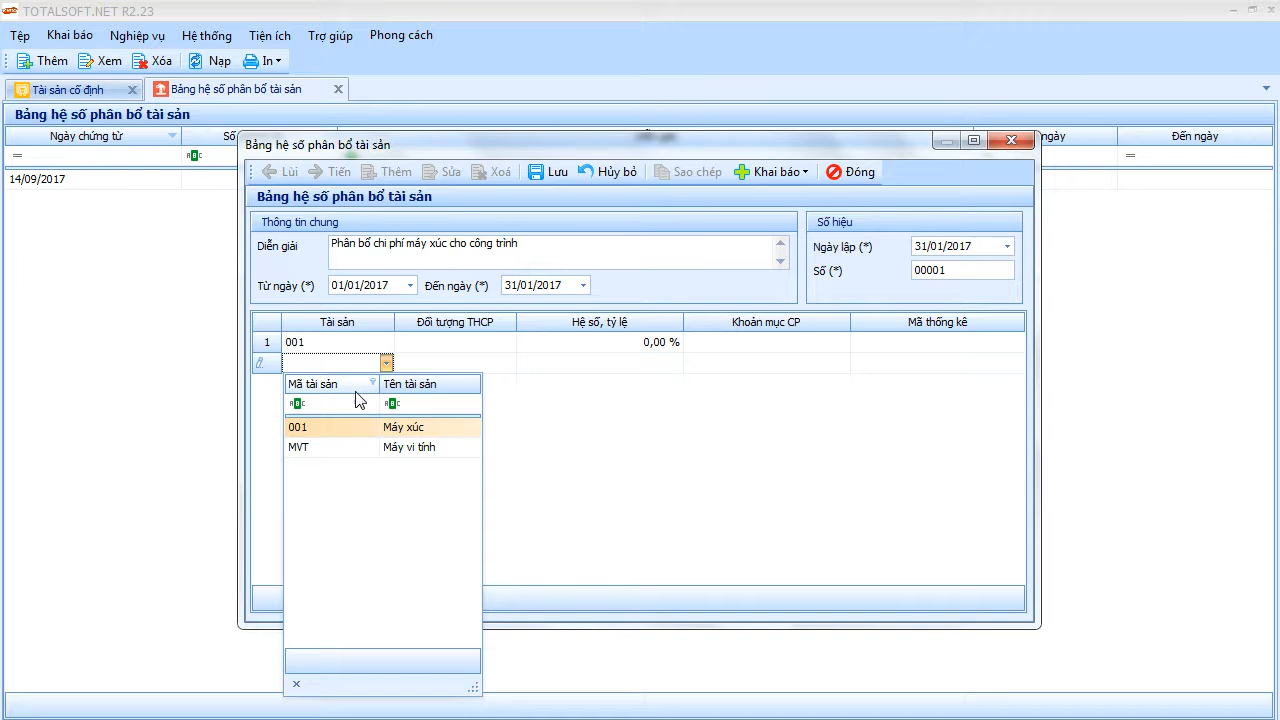 TOTALSOFT.NET R2.23
Tệp Khai báo Nghiệp vụ Hệ thống Tiện ích Trợ giúp Phong cách
Thêm Xem Xóa Nạp In
Tài sản cố định Bảng hệ số phân bổ tài sản
Bảng hệ số phân bổ tài sản
Ngày chứng từ Số ngày Đến ngày
= ABC =
14/09/2017
Bảng hệ số phân bổ tài sản
Lùi Tiến Thêm Sửa Xoá Lưu Hủy bỏ Sao chép Khai báo Đóng
Bảng hệ số phân bổ tài sản
Thông tin chung Số hiệu
Diễn giải Phân bổ chi phí máy xúc cho công trình Ngày lập (*) 31/01/2017
Số (*) 00001
Từ ngày (*) 01/01/2017 Đến ngày (*) 31/01/2017
Tài sản Đối tượng THCP Hệ số, tỷ lệ Khoản mục CP Mã thống kê
1 001 0,00 %
Mã tài sản Tên tài sản
ABC ABC
001 Máy xúc
MVT Máy vi tính